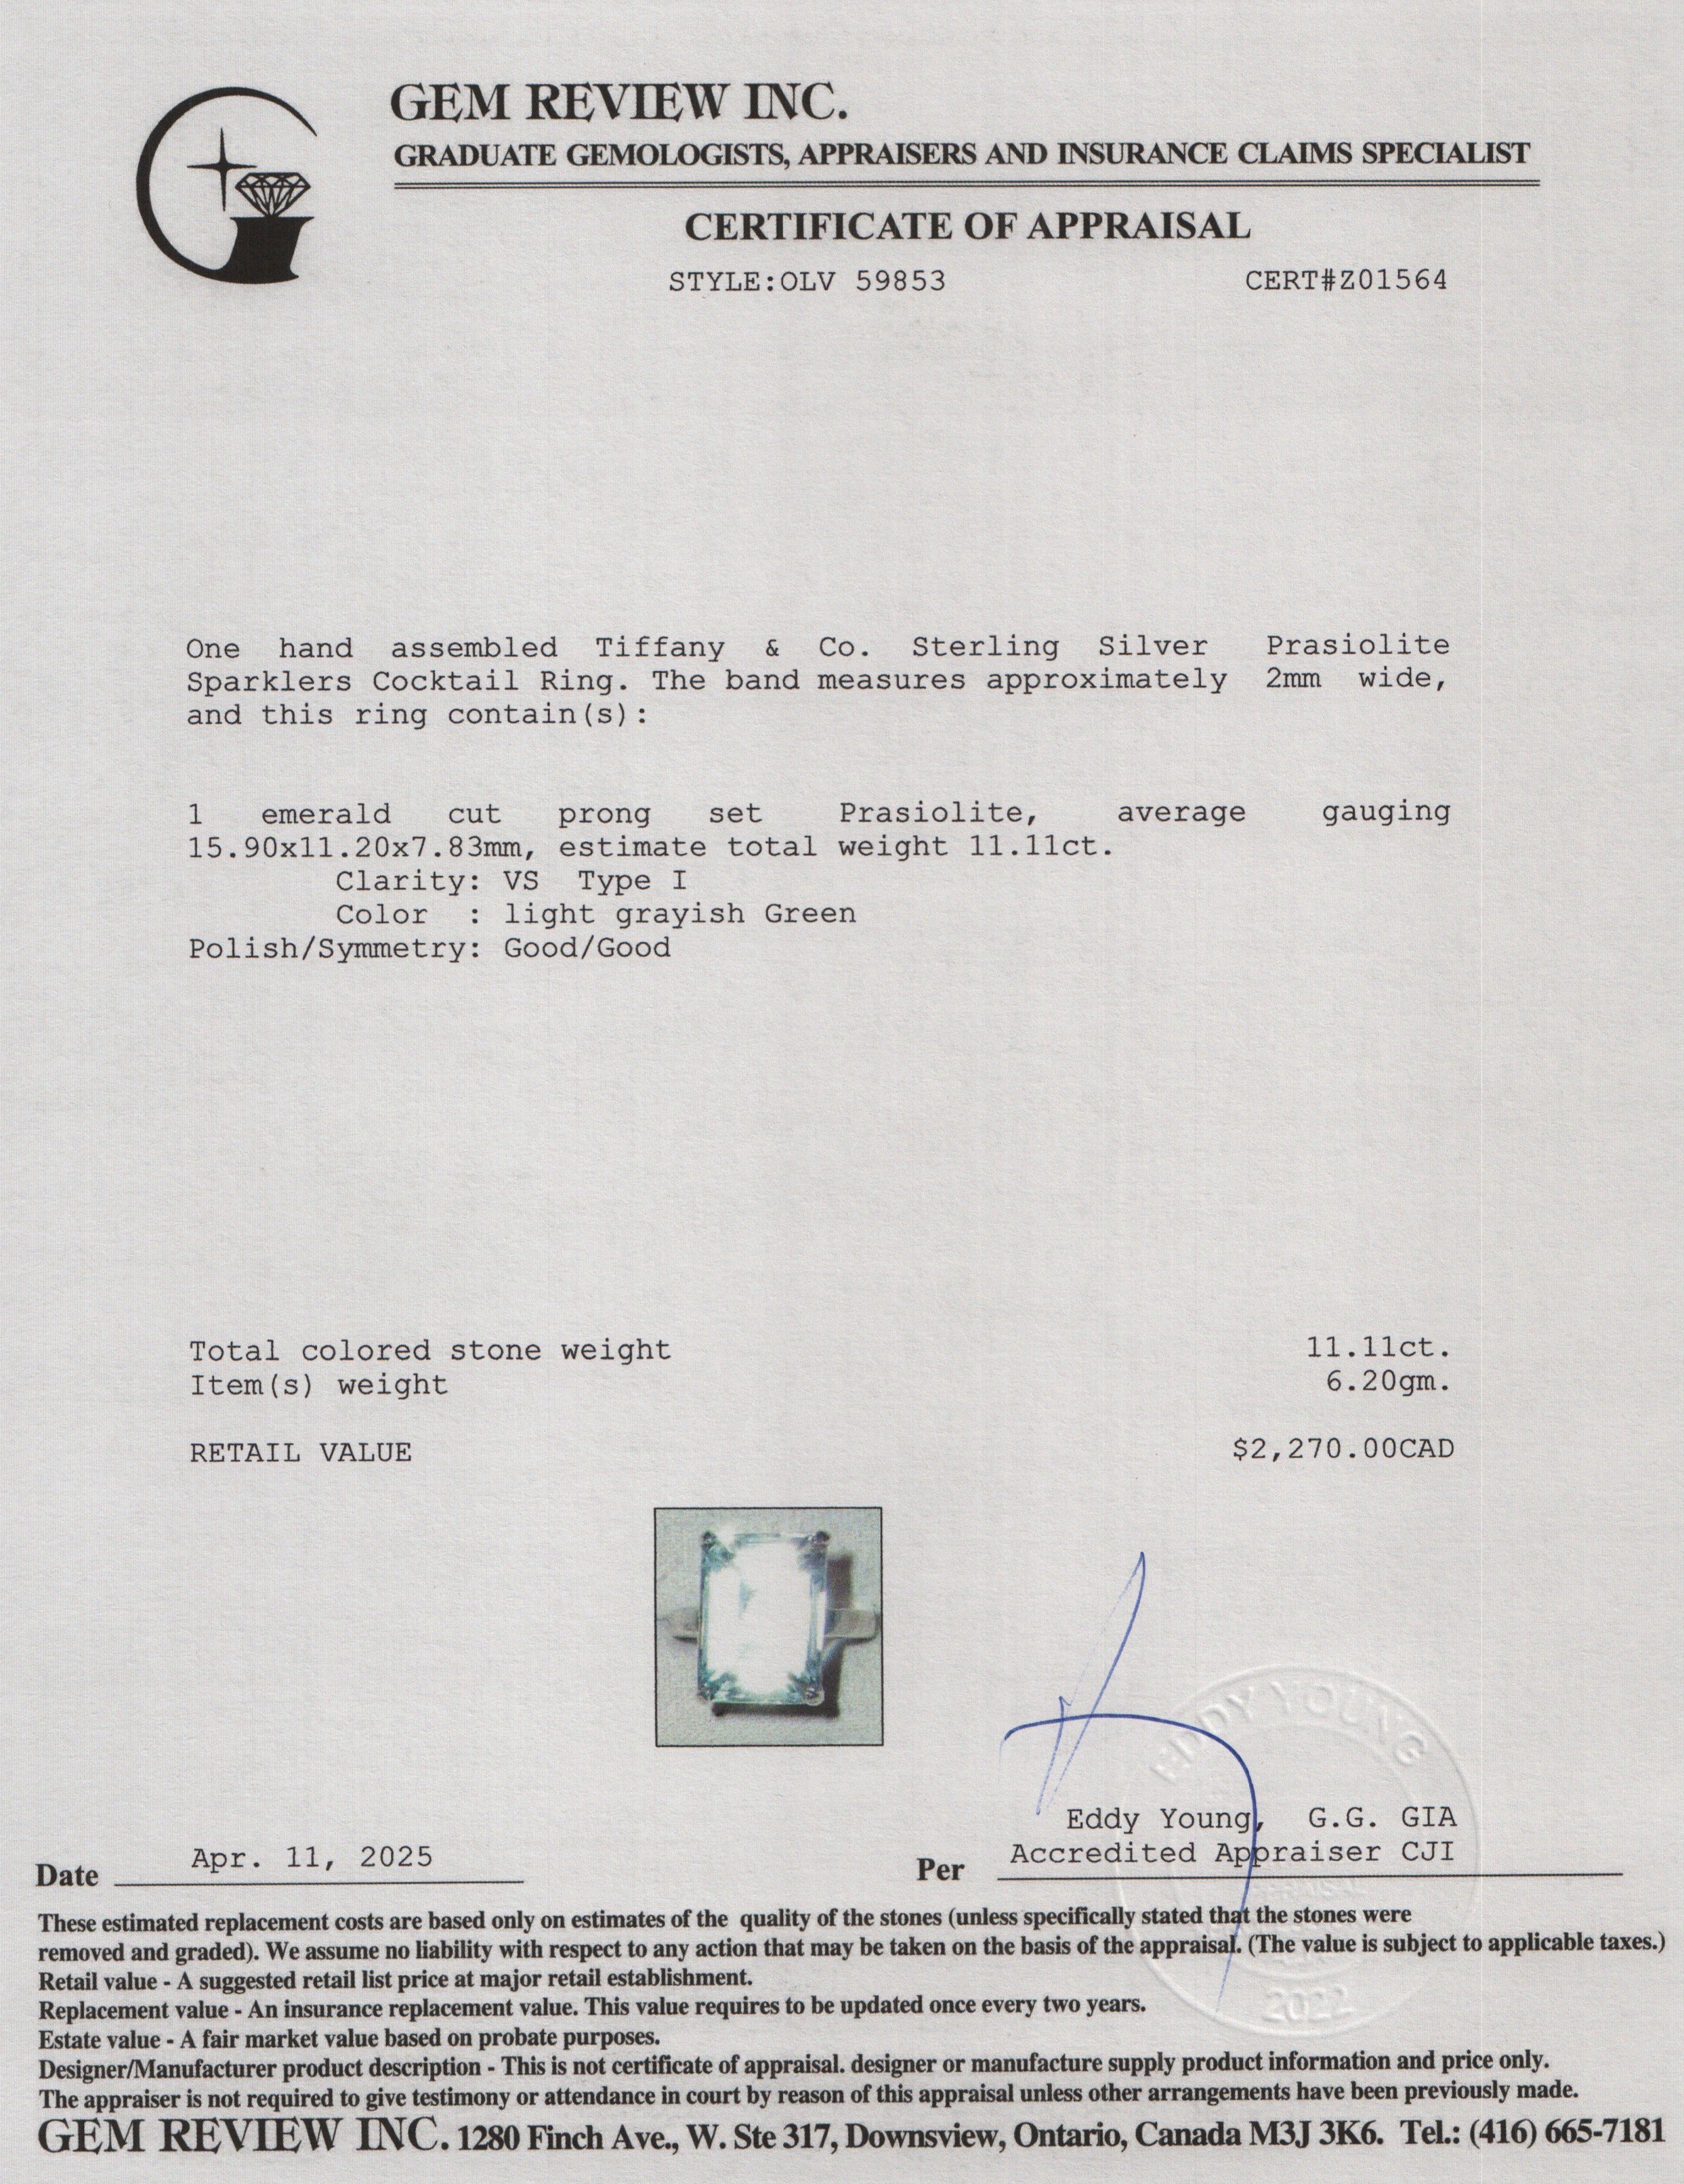 GEM REVIEW INC.
GRADUATE GEMOLOGISTS, APPRAISERS AND INSURANCE CLAIMS SPECIALIST
CERTIFICATE OF APPRAISAL
STYLE:OLV 59853 CERT#Z01564
One hand assembled Tiffany & Co. Sterling Silver Prasiolite
Sparklers Cocktail Ring. The band measures approximately 2mm wide,
and this ring contain(s):
1 emerald cut prong set Prasiolite, average gauging
15.90x11.20x7.83mm, estimate total weight 11.11ct.
Clarity: VS Type I
Color : light grayish Green
Polish/Symmetry: Good/Good
Total colored stone weight 11.11ct.
Item(s) weight 6.20gm.
RETAIL VALUE $2,270.00CAD
EDDY YOUNG
Eddy Young, G.G. GIA
Accredited Appraiser CJI
Date Apr. 11, 2025 Per
2022
These estimated replacement costs are based only on estimates of the quality of the stones (unless specifically stated that the stones were
removed and graded). We assume no liability with respect to any action that may be taken on the basis of the appraisal. (The value is subject to applicable taxes.)
Retail value - A suggested retail list price at major retail establishment.
Replacement value - An insurance replacement value. This value requires to be updated once every two years.
Estate value - A fair market value based on probate purposes.
Designer/Manufacturer product description - This is not certificate of appraisal. designer or manufacture supply product information and price only.
The appraiser is not required to give testimony or attendance in court by reason of this appraisal unless other arrangements have been previously made.
GEM REVIEW INC. 1280 Finch Ave., W. Ste 317, Downsview, Ontario, Canada M3J 3K6. Tel.: (416) 665-7181